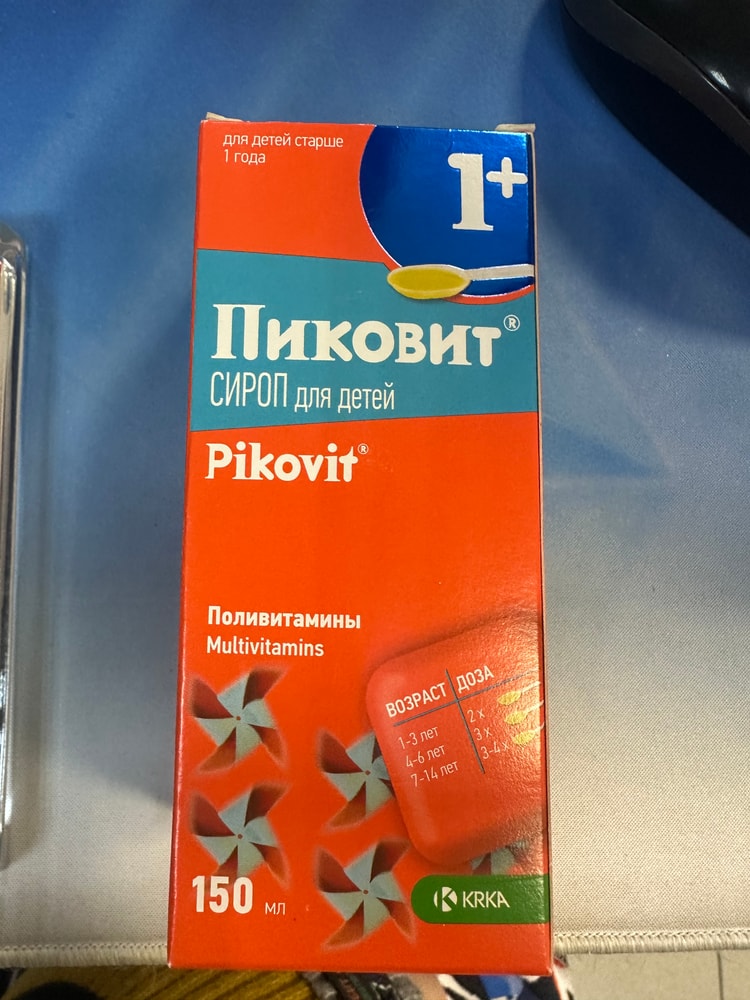 для детей старше
1 года
1+
Пиковит®
СИРОП для детей
Pikovit®
Поливитамины
Multivitamins
ВОЗРАСТ ДОЗА
1-3 лет 2 x
4-6 лет 3 x
7-14 лет 3-4 x
150 мл
KRKA